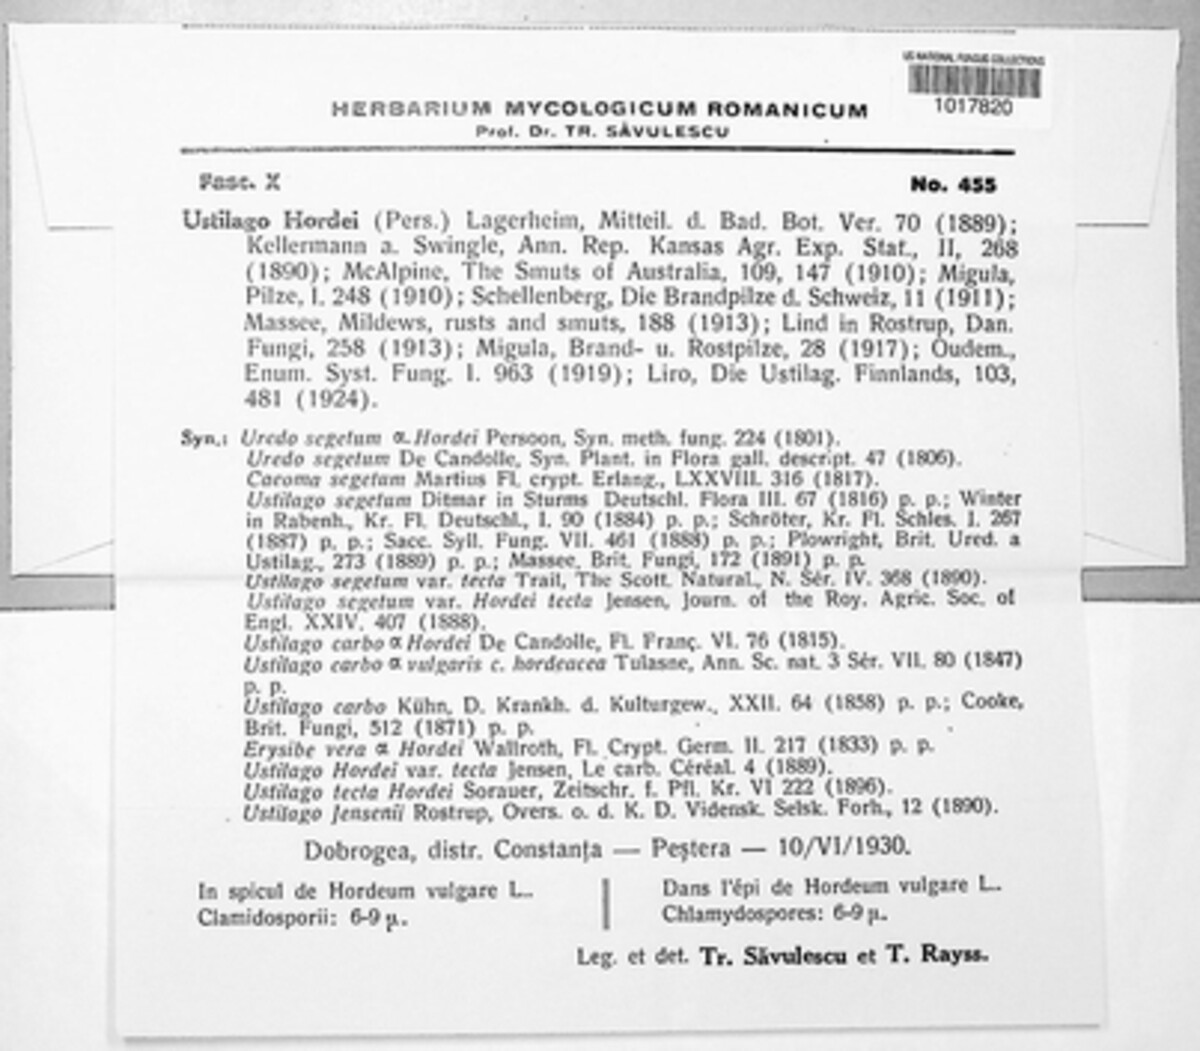 US NATIONAL FUNGUS COLLECTIONS
1017820
HERBARIUM MYCOLOGICUM ROMANICUM
Prof. Dr. TR. SĂVULESCU
Fasc. X
No. 455
Ustilago Hordei (Pers.) Lagerheim, Mitteil. d. Bad. Bot. Ver. 70 (1889);
Kellermann a. Swingle, Ann. Rep. Kansas Agr. Exp. Stat., II, 268
(1890); McAlpine, The Smuts of Australia, 109, 147 (1910); Migula,
Pilze, I. 248 (1910); Schellenberg, Die Brandpilze d. Schweiz, 11 (1911);
Massee, Mildews, rusts and smuts, 188 (1913); Lind in Rostrup, Dan.
Fungi, 258 (1913); Migula, Brand- u. Rostpilze, 28 (1917); Oudem.,
Enum. Syst. Fung. I. 963 (1919); Liro, Die Ustilag. Finnlands, 103,
481 (1924).
Syn.: Uredo segetum α Hordei Persoon, Syn. meth. fung. 224 (1801).
Uredo segetum De Candolle, Syn. Plant. in Flora gall. descript. 47 (1806).
Caeoma segetum Martius Fl. crypt. Erlang., LXXVIII. 316 (1817).
Ustilago segetum Ditmar in Sturms Deutschl. Flora III. 67 (1816) p. p.; Winter
in Rabenh., Kr. Fl. Deutschl., I. 90 (1884) p. p.; Schröter, Kr. Fl. Schles. I. 267
(1887) p. p.; Sacc. Syll. Fung. VII. 461 (1888) p. p.; Plowright, Brit. Ured. a
Ustilag., 273 (1889) p. p.; Massee, Brit. Fungi, 172 (1891) p. p.
Ustilago segetum var. tecta Trail, The Scott. Natural., N. Sér. IV. 368 (1890).
Ustilago segetum var. Hordei tecta Jensen, Journ. of the Roy. Agric. Soc. of
Engl. XXIV. 407 (1888).
Ustilago carbo α Hordei De Candolle, Fl. Franç. VI. 76 (1815).
Ustilago carbo α vulgaris c. hordeacea Tulasne, Ann. Sc. nat. 3 Sér. VII. 80 (1847)
p. p.
Ustilago carbo Kühn, D. Krankh. d. Kulturgew., XXII. 64 (1858) p. p.; Cooke,
Brit. Fungi, 512 (1871) p. p.
Erysibe vera α Hordei Wallroth, Fl. Crypt. Germ. II. 217 (1833) p. p.
Ustilago Hordei var. tecta Jensen, Le carb. Céréal. 4 (1889).
Ustilago tecta Hordei Sorauer, Zeitschr. f. Pfl. Kr. VI 222 (1896).
Ustilago Jensenii Rostrup, Overs. o. d. K. D. Vidensk. Selsk. Forh., 12 (1890).
Dobrogea, distr. Constanța — Peștera — 10/VI/1930.
In spicul de Hordeum vulgare L..
Clamidosporii: 6-9 μ.
Dans l'épi de Hordeum vulgare L..
Chlamydospores: 6-9 μ.
Leg. et det. Tr. Săvulescu et T. Rayss.